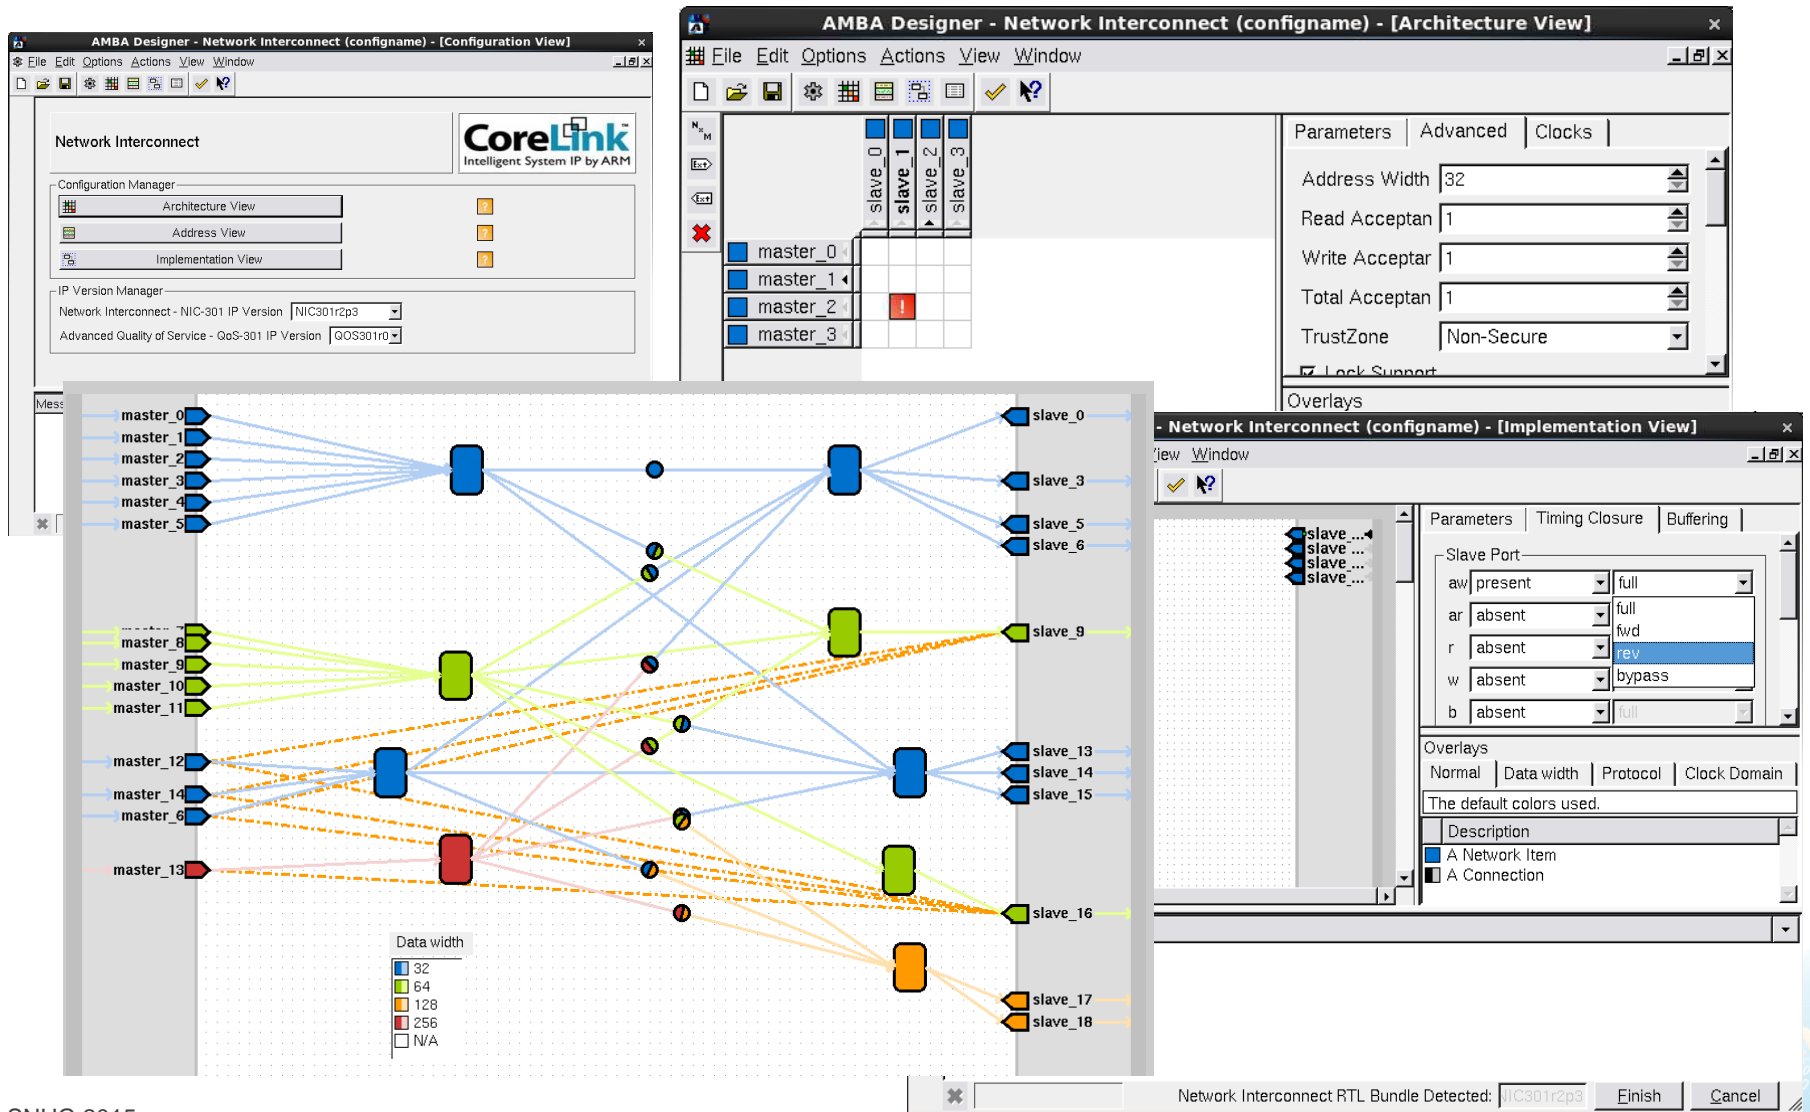 AMBA Designer - Network Interconnect (configname) - [Configuration View]
File Edit Options Actions View Window
Network Interconnect
CoreLink
Intelligent System IP by ARM
Configuration Manager
Architecture View
Address View
Implementation View
IP Version Manager
Network Interconnect - NIC-301 IP Version NIC301r2p3
Advanced Quality of Service - QoS-301 IP Version QOS301r0
Mess
AMBA Designer - Network Interconnect (configname) - [Architecture View]
File Edit Options Actions View Window
N x M
Ext
Ext
slave_0
slave_1
slave_2
slave_3
master_0
master_1
master_2
master_3
Parameters Advanced Clocks
Address Width 32
Read Acceptan 1
Write Acceptar 1
Total Acceptan 1
TrustZone Non-Secure
Lock Support
Overlays
master_0
master_1
master_2
master_3
master_4
master_5
master_8
master_9
master_10
master_11
master_12
master_14
master_6
master_13
slave_0
slave_3
slave_5
slave_6
slave_9
slave_13
slave_14
slave_15
slave_16
slave_17
slave_18
Data width
32
64
128
256
N/A
- Network Interconnect (configname) - [Implementation View]
iew Window
slave_...
slave_...
slave_...
slave_...
Parameters Timing Closure Buffering
Slave Port
aw present full
ar absent
r absent
w absent
b absent full
full
fwd
rev
bypass
Overlays
Normal Data width Protocol Clock Domain
The default colors used.
Description
A Network Item
A Connection
Network Interconnect RTL Bundle Detected: NIC301r2p3 Finish Cancel